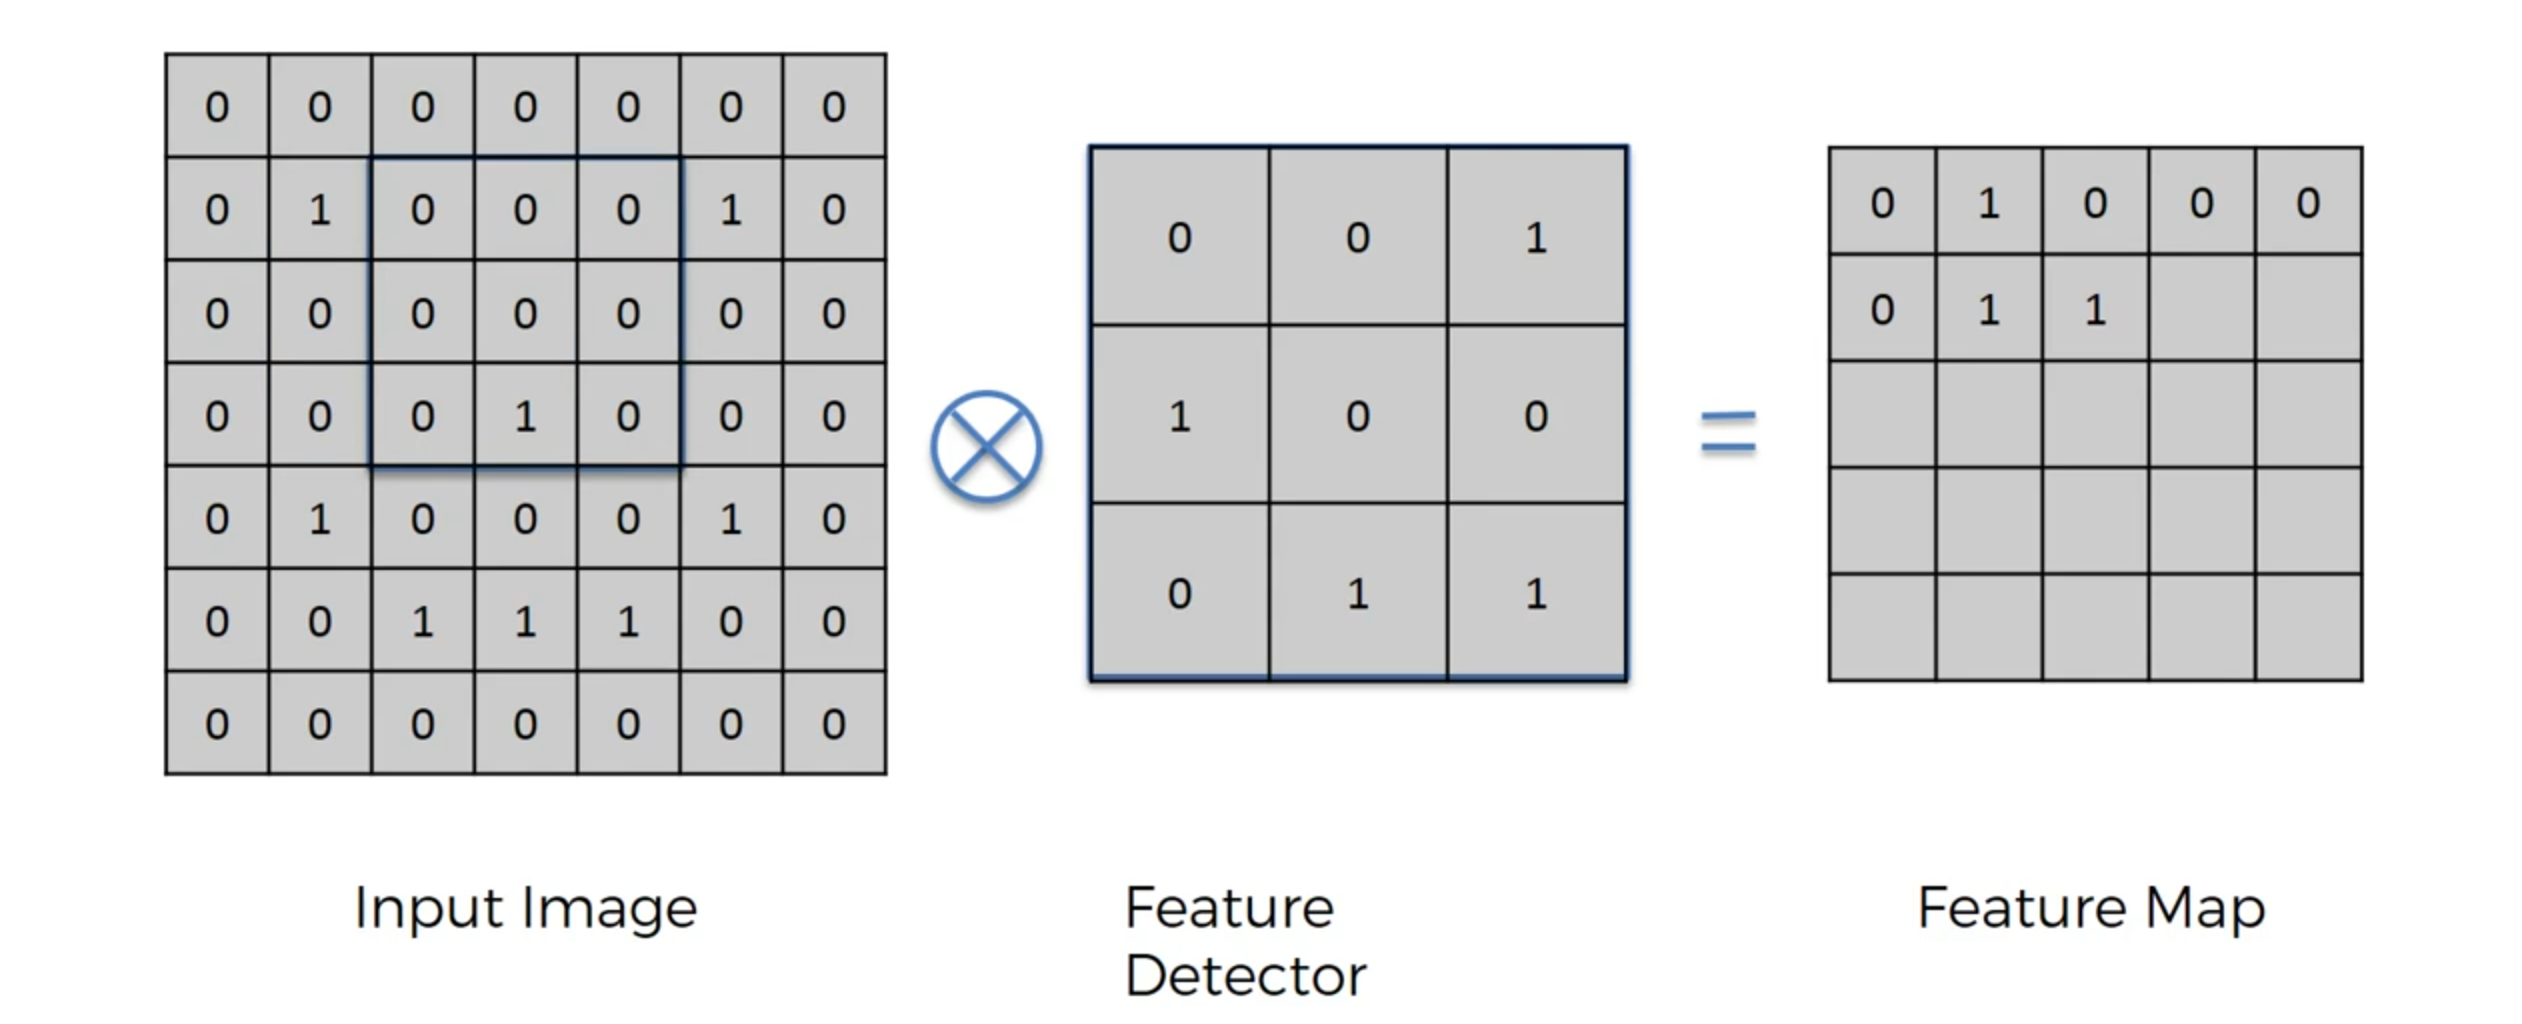 0 0 0 0 0 0 0
0 1 0 0 0 1 0
0 0 0 0 0 0 0
0 0 0 1 0 0 0
0 1 0 0 0 1 0
0 0 1 1 1 0 0
0 0 0 0 0 0 0
Input Image
0 0 1
1 0 0
0 1 1
Feature
Detector
=
0 1 0 0 0
0 1 1
Feature Map